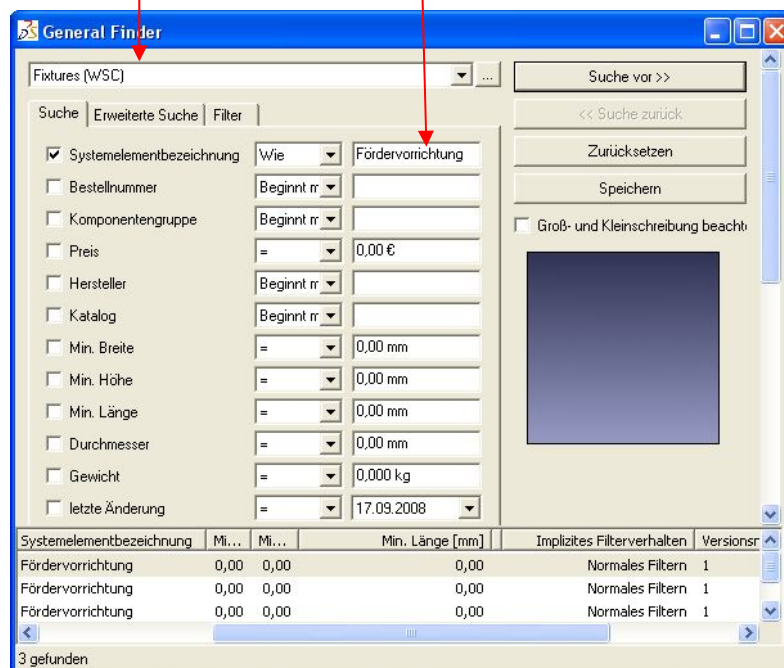 General Finder
Fixtures (WSC)
...
Suche vor >>
Suche Erweiterte Suche Filter
<< Suche zurück
Systemelementbezeichnung Wie Fördervorrichtung
Zurücksetzen
Bestellnummer Beginnt m
Speichern
Komponentengruppe Beginnt m
Groß- und Kleinschreibung beacht
Preis = 0,00 €
Hersteller Beginnt m
Katalog Beginnt m
Min. Breite = 0,00 mm
Min. Höhe = 0,00 mm
Min. Länge = 0,00 mm
Durchmesser = 0,00 mm
Gewicht = 0,000 kg
letzte Änderung = 17.09.2008
Systemelementbezeichnung Mi... Mi... Min. Länge [mm] Implizites Filterverhalten Versionsr
Fördervorrichtung 0,00 0,00 0,00 Normales Filtern 1
Fördervorrichtung 0,00 0,00 0,00 Normales Filtern 1
Fördervorrichtung 0,00 0,00 0,00 Normales Filtern 1
3 gefunden